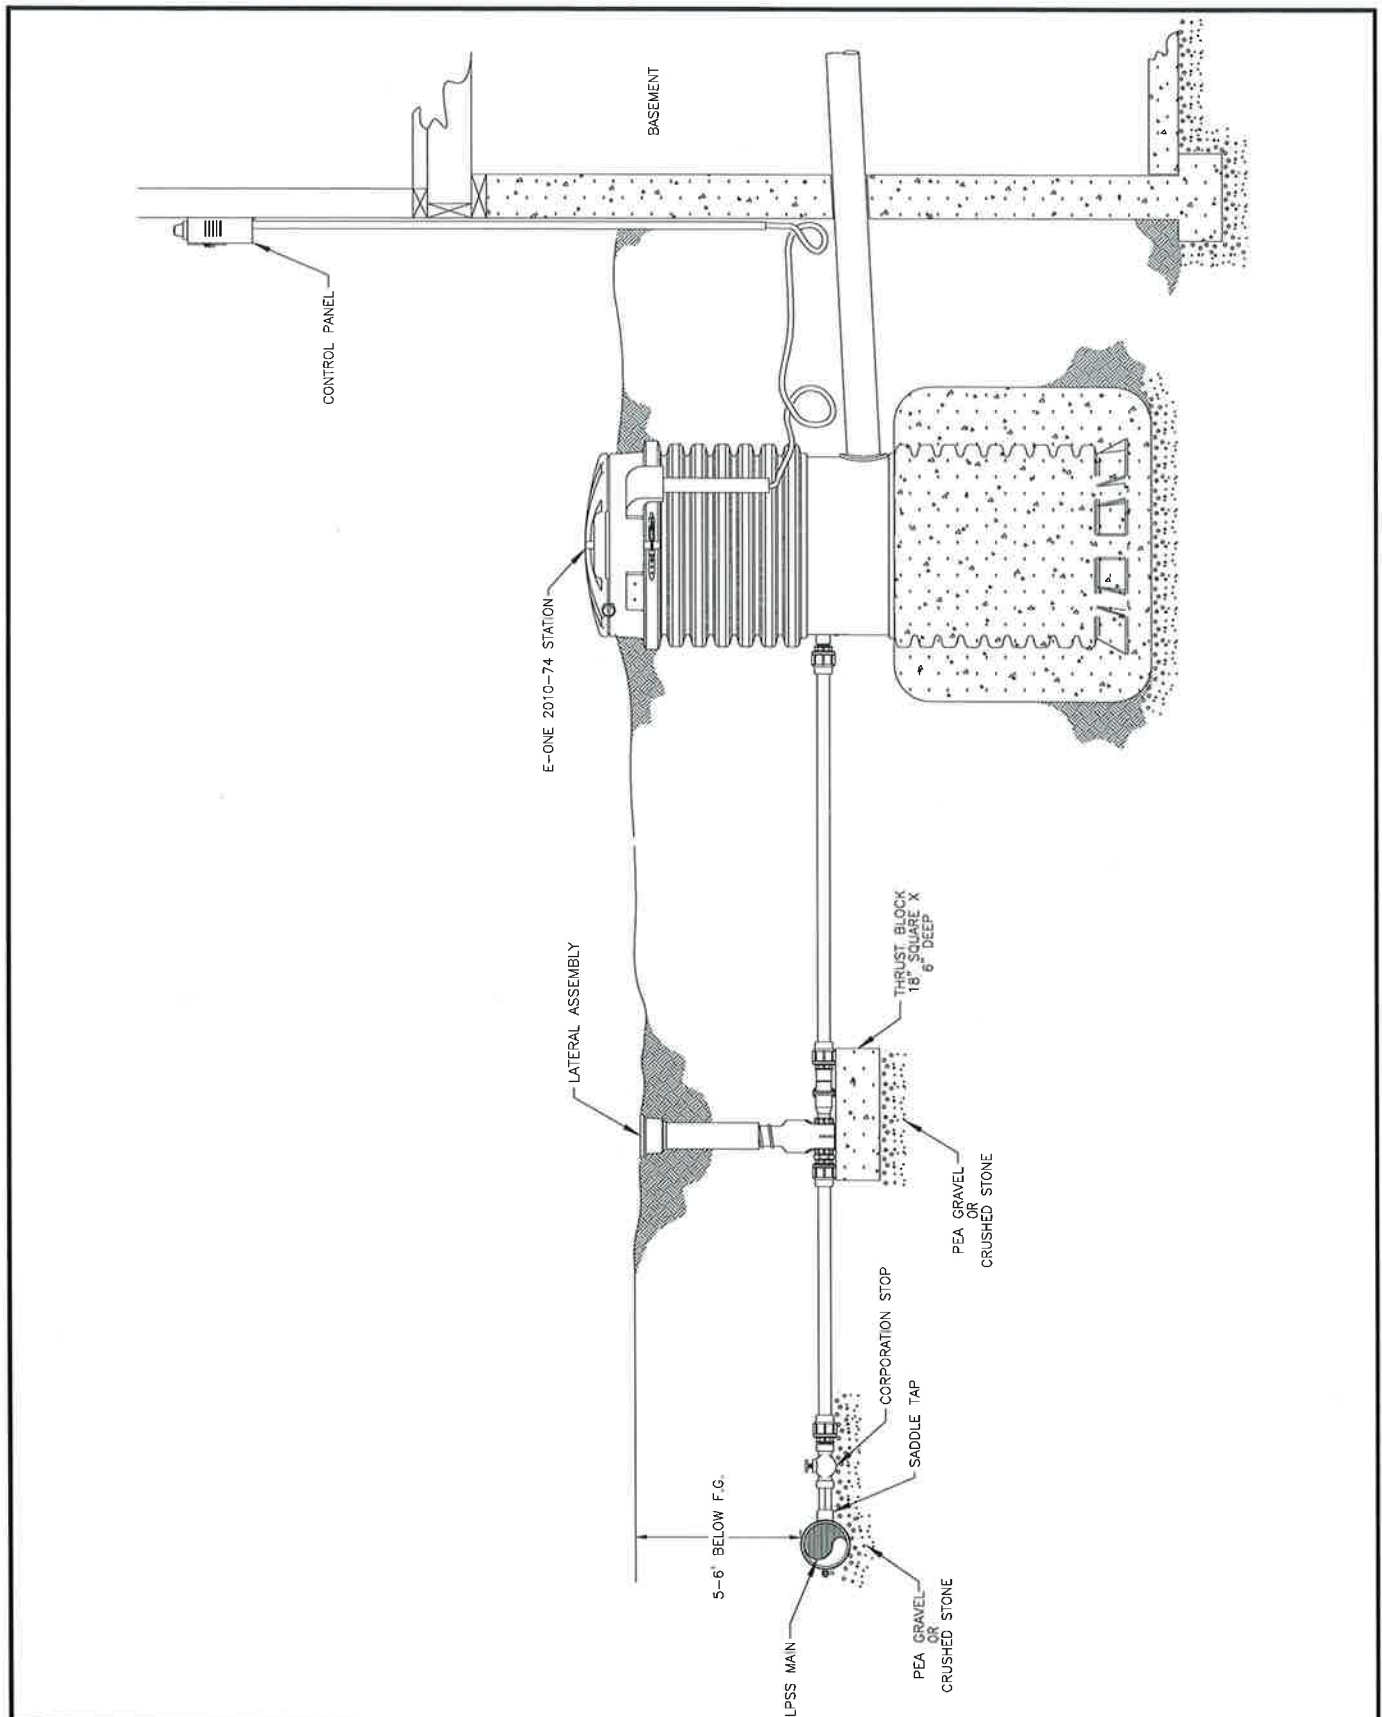 BASEMENT
CONTROL PANEL
E-ONE 2010-74 STATION
LATERAL ASSEMBLY
THRUST BLOCK
18" SQUARE X
6" DEEP
PEA GRAVEL
OR
CRUSHED STONE
CORPORATION STOP
SADDLE TAP
5-6' BELOW F.G.
LPSS MAIN
PEA GRAVEL
OR
CRUSHED STONE